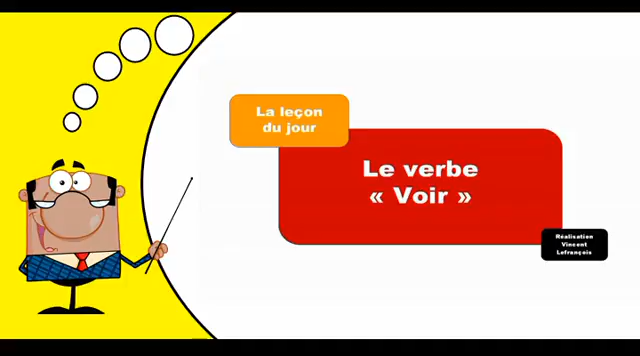 La leçon
du jour
Le verbe
« Voir »
Réalisation
Vincent
Lefrançois